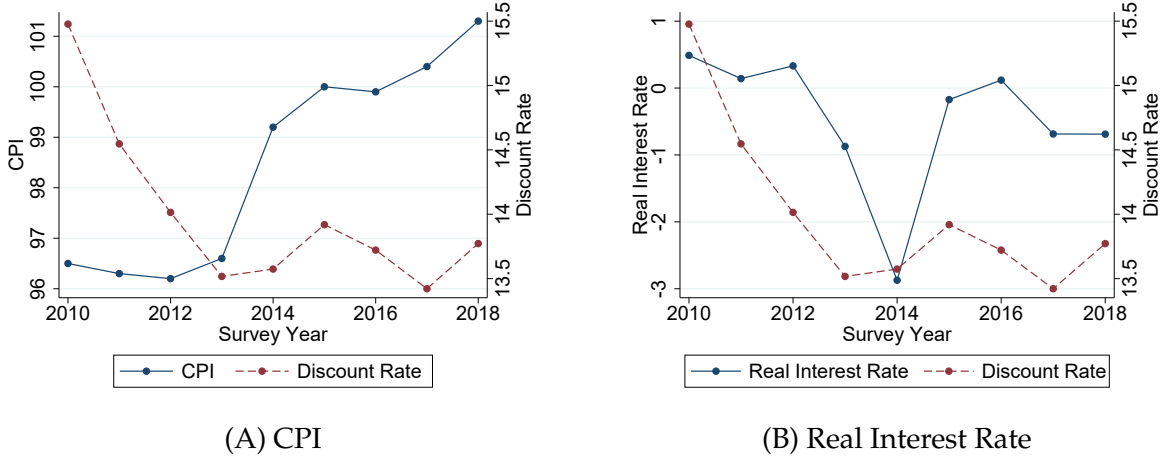 96 97 98 99 100 101
CPI
13.5 14 14.5 15 15.5
Discount Rate
2010 2012 2014 2016 2018
Survey Year
CPI Discount Rate
(A) CPI
-3 -2 -1 0 1
Real Interest Rate
13.5 14 14.5 15 15.5
Discount Rate
2010 2012 2014 2016 2018
Survey Year
Real Interest Rate Discount Rate
(B) Real Interest Rate